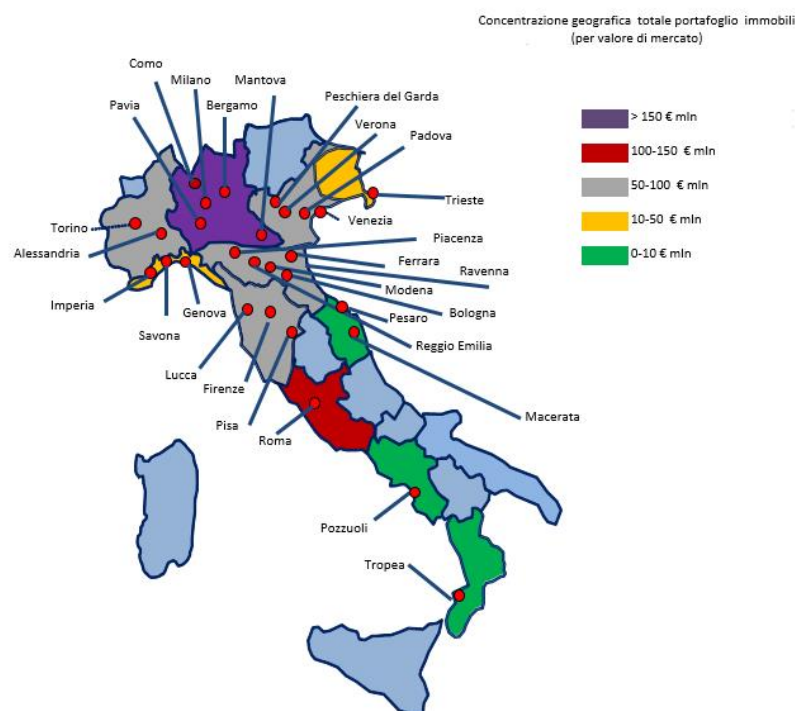 Concentrazione geografica totale portafoglio immobili
(per valore di mercato)
> 150 € mln
100-150 € mln
50-100 € mln
10-50 € mln
0-10 € mln
Como
Milano
Mantova
Pavia
Bergamo
Peschiera del Garda
Verona
Padova
Trieste
Venezia
Torino
Alessandria
Piacenza
Ferrara
Ravenna
Modena
Bologna
Imperia
Genova
Pesaro
Savona
Reggio Emilia
Lucca
Firenze
Pisa
Roma
Macerata
Pozzuoli
Tropea